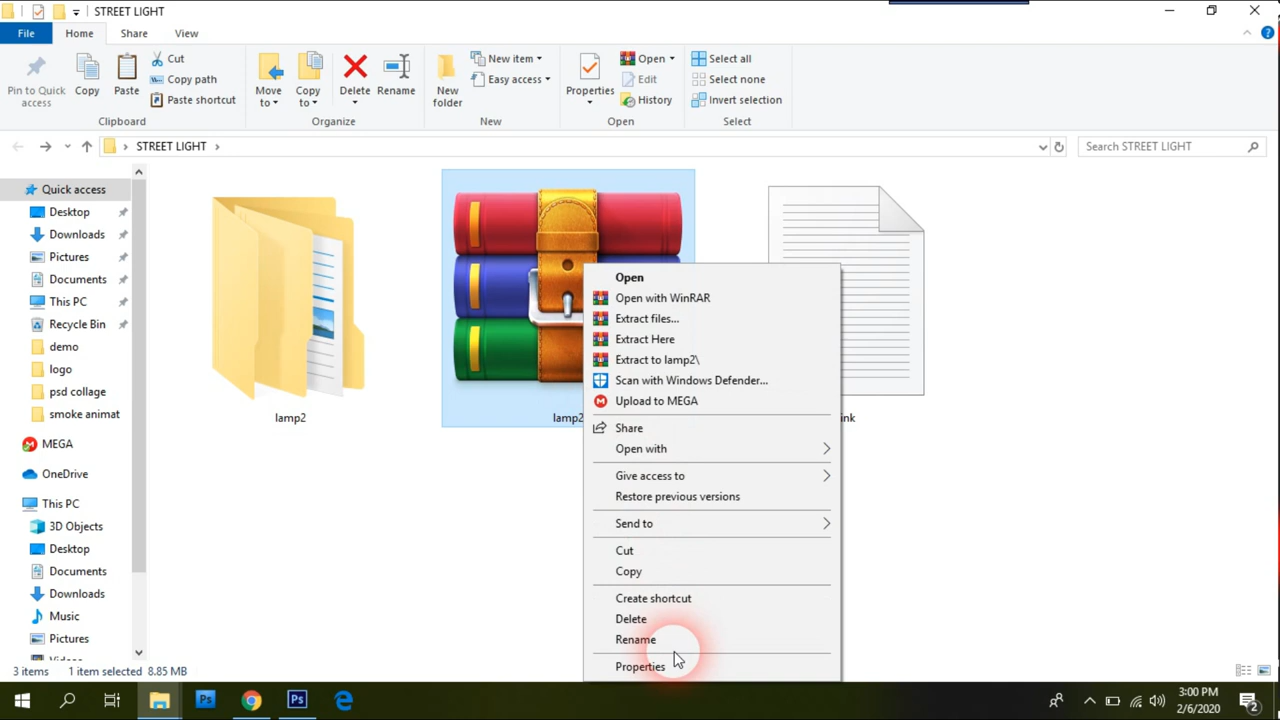 STREET LIGHT
File
Home
Share
View
Pin to Quick access
Copy
Paste
Cut
Copy path
Paste shortcut
Clipboard
Move to
Copy to
Delete
Rename
Organize
New folder
New item
Easy access
New
Properties
Open
Edit
History
Open
Select all
Select none
Invert selection
Select
STREET LIGHT
Search STREET LIGHT
Quick access
Desktop
Downloads
Pictures
Documents
This PC
Recycle Bin
demo
logo
psd collage
smoke animat
MEGA
OneDrive
This PC
3D Objects
Desktop
Documents
Downloads
Music
Pictures
lamp2
lamp2
ink
Open
Open with WinRAR
Extract files...
Extract Here
Extract to lamp2\
Scan with Windows Defender...
Upload to MEGA
Share
Open with
Give access to
Restore previous versions
Send to
Cut
Copy
Create shortcut
Delete
Rename
Properties
3 items 1 item selected 8.85 MB
Ps
Ps
3:00 PM
2/6/2020
2